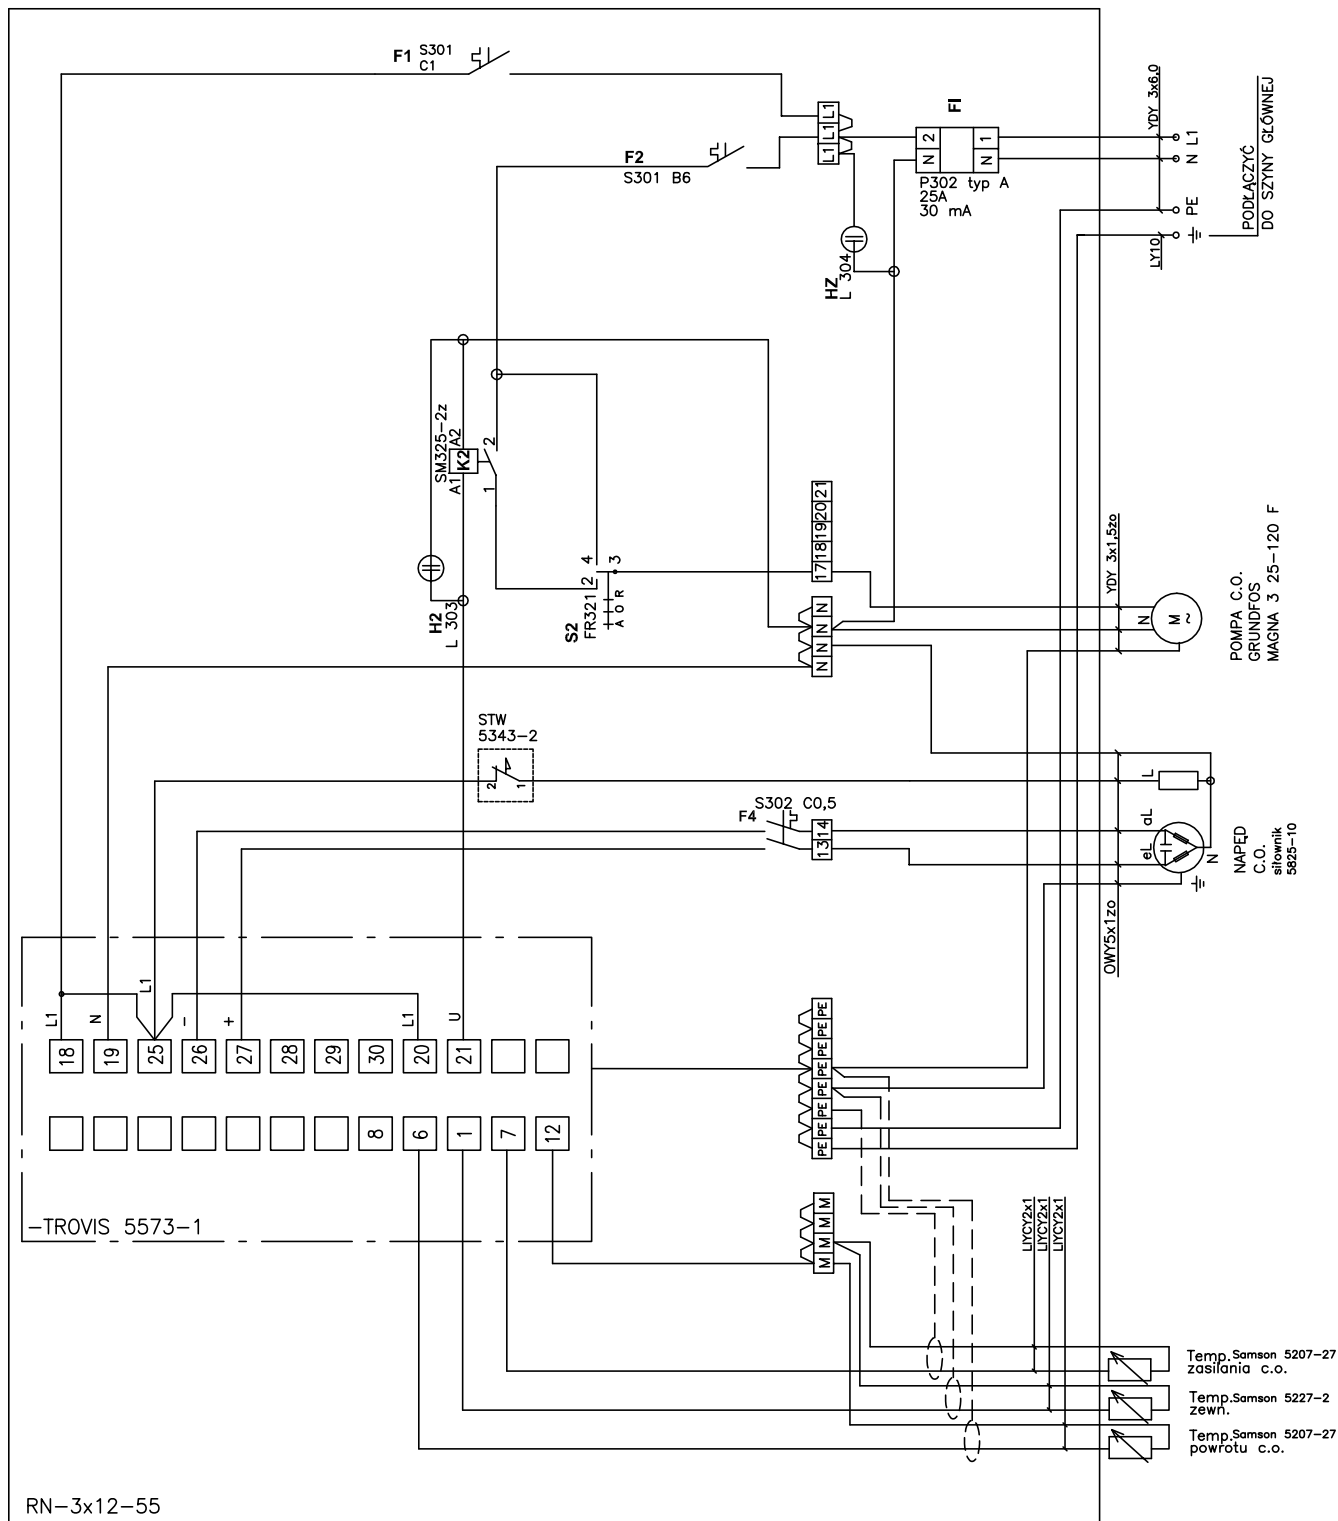 F1 S301
C1
F2
S301 B6
L1 L1 L1
FI
2 1
N N
P302 typ A
25A
30 mA
YDY 3x6,0
L1
N
PE
LY10
PODŁĄCZYĆ
DO SZYNY GŁÓWNEJ
HZ
L 304
SM325-2z
A1 K2 A2
1 2
H2
L 303
S2
FR321
2 4
3
A O R
17 18 19 20 21
N N N N
YDY 3x1,5żo
N
M
~
POMPA C.O.
GRUNDFOS
MAGNA 3 25-120 F
STW
5343-2
2 1
F4
S302 C0,5
13 14
L
aL
eL
N
OWY5x1żo
NAPĘD
C.O.
siłownik
5825-10
L1
N
L1
-
+
L1
U
18 19 25 26 27 28 29 30 20 21
8 6 1 7 12
-TROVIS 5573-1
PE PE PE PE PE PE PE PE
M M M M
LIYCY2x1
LIYCY2x1
LIYCY2x1
Temp. Samson 5207-27
zasilania c.o.
Temp. Samson 5227-2
zewn.
Temp. Samson 5207-27
powrotu c.o.
RN-3x12-55